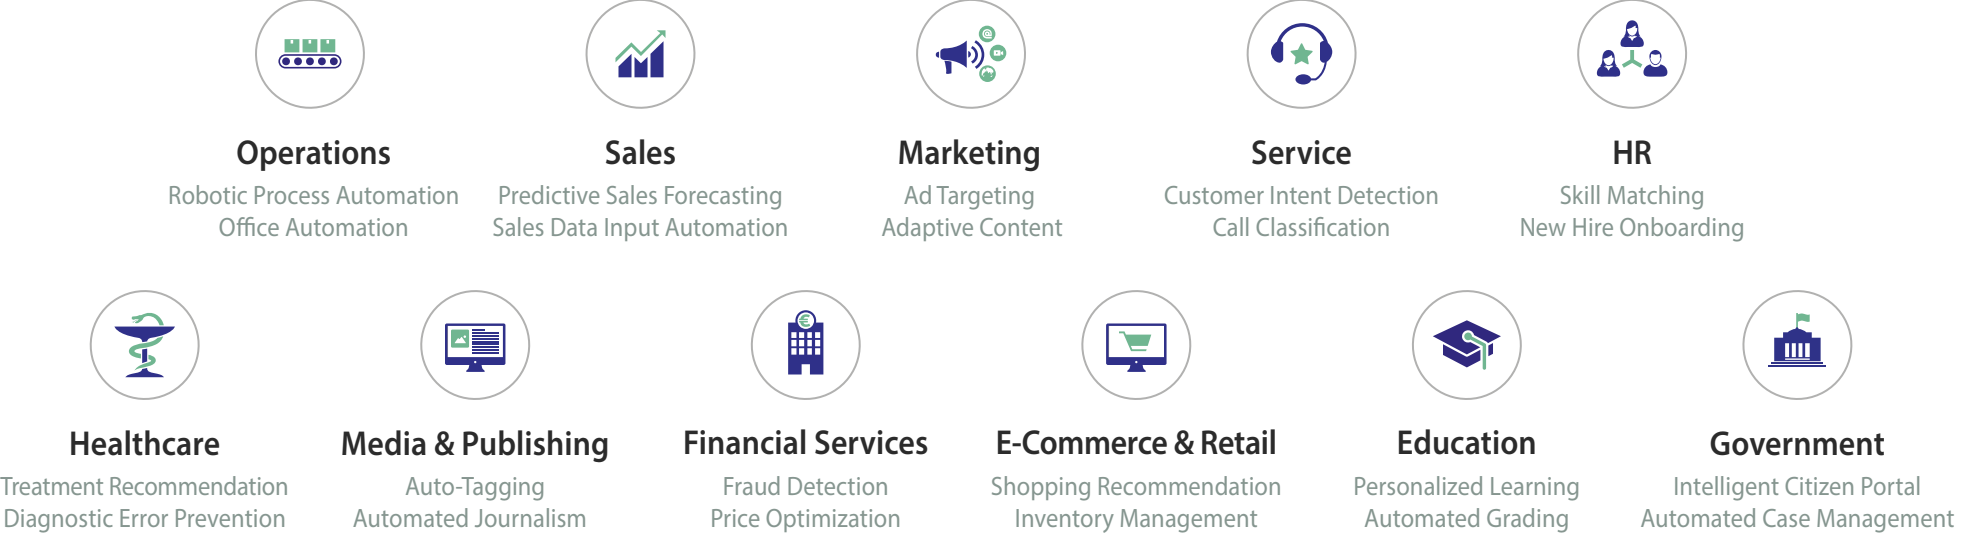 Operations
Robotic Process Automation
Office Automation
Sales
Predictive Sales Forecasting
Sales Data Input Automation
Marketing
Ad Targeting
Adaptive Content
Service
Customer Intent Detection
Call Classification
HR
Skill Matching
New Hire Onboarding
Healthcare
Treatment Recommendation
Diagnostic Error Prevention
Media & Publishing
Auto-Tagging
Automated Journalism
Financial Services
Fraud Detection
Price Optimization
E-Commerce & Retail
Shopping Recommendation
Inventory Management
Education
Personalized Learning
Automated Grading
Government
Intelligent Citizen Portal
Automated Case Management